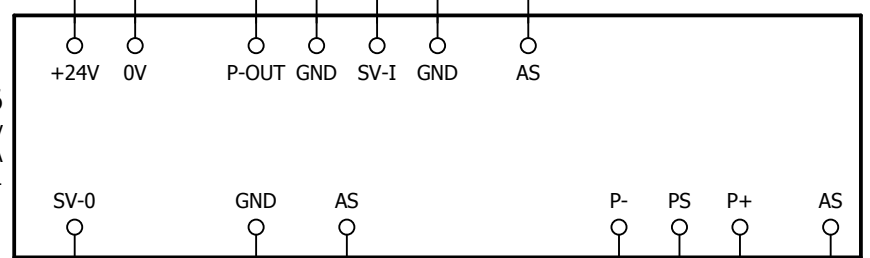 +24V 0V P-OUT GND SV-I GND AS
SV-0 GND AS P- PS P+ AS